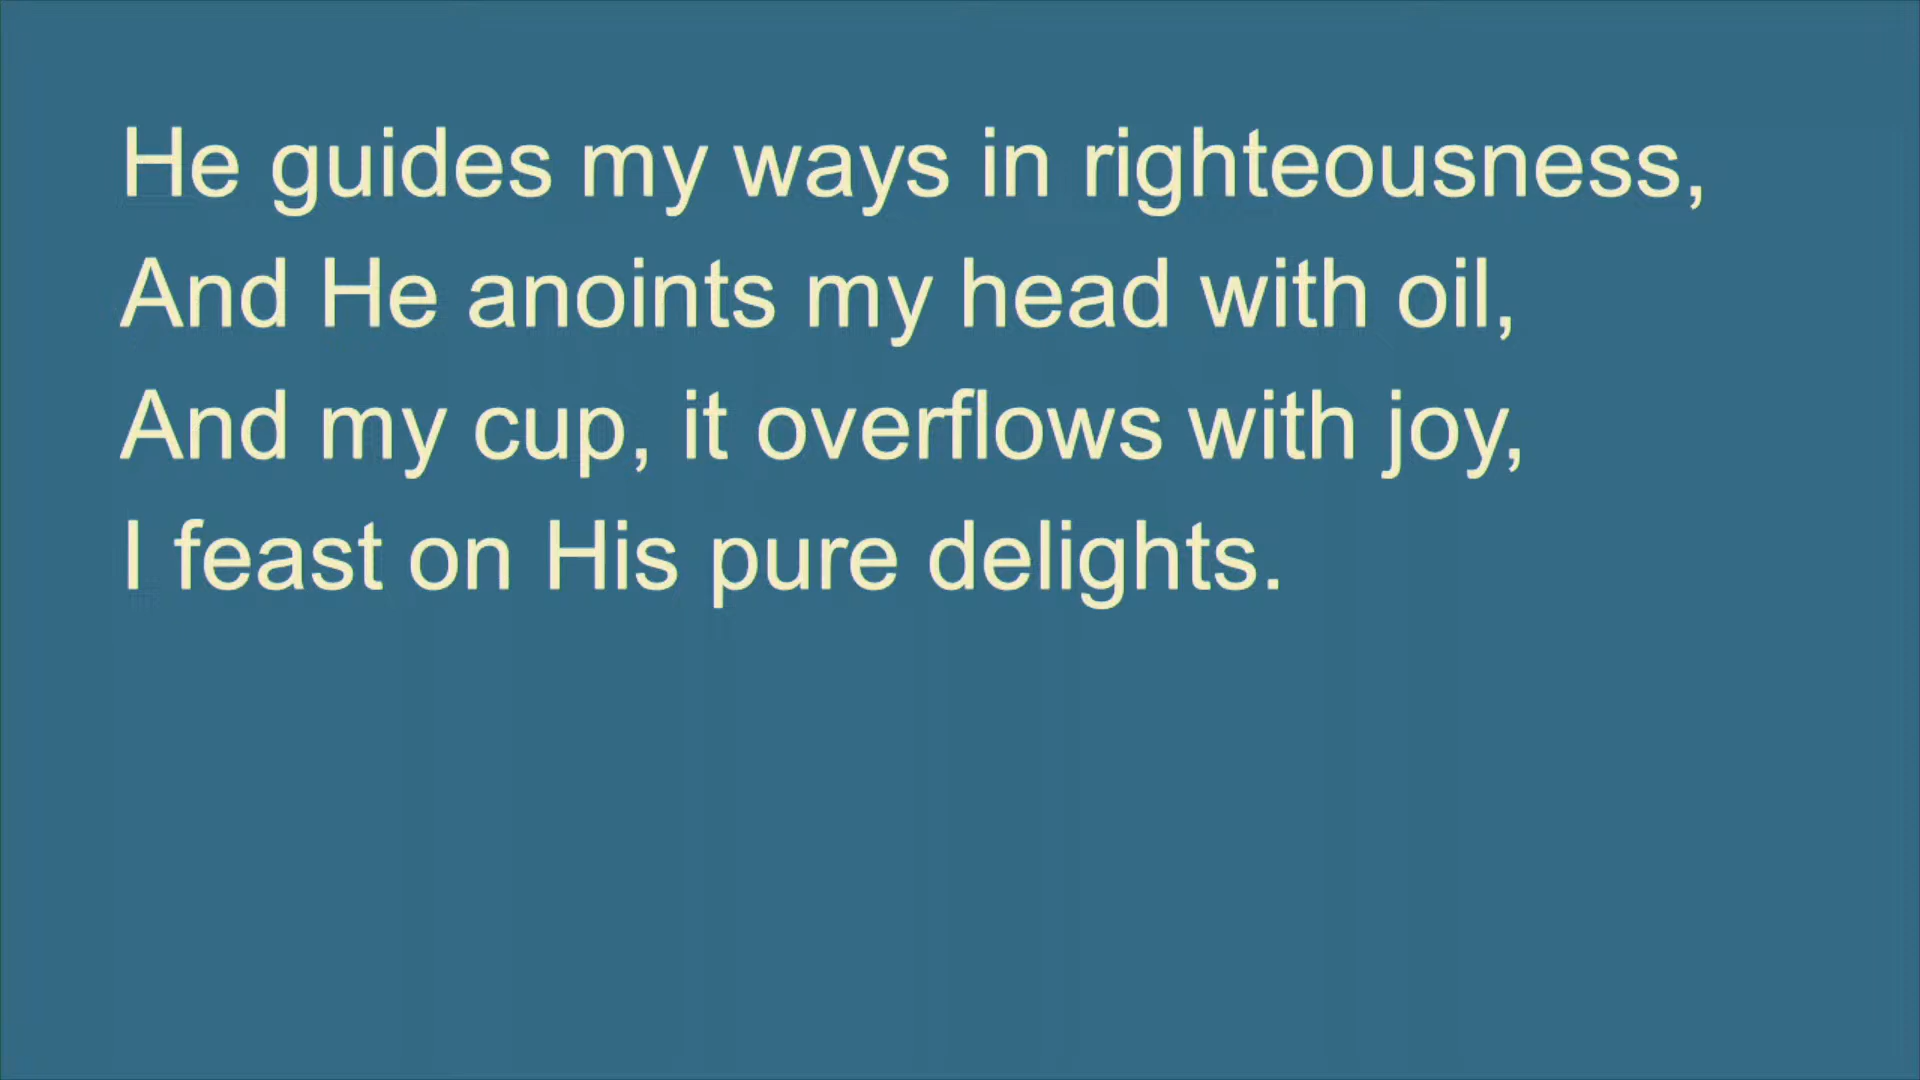 He guides my ways in righteousness,
And He anoints my head with oil,
And my cup, it overflows with joy,
I feast on His pure delights.